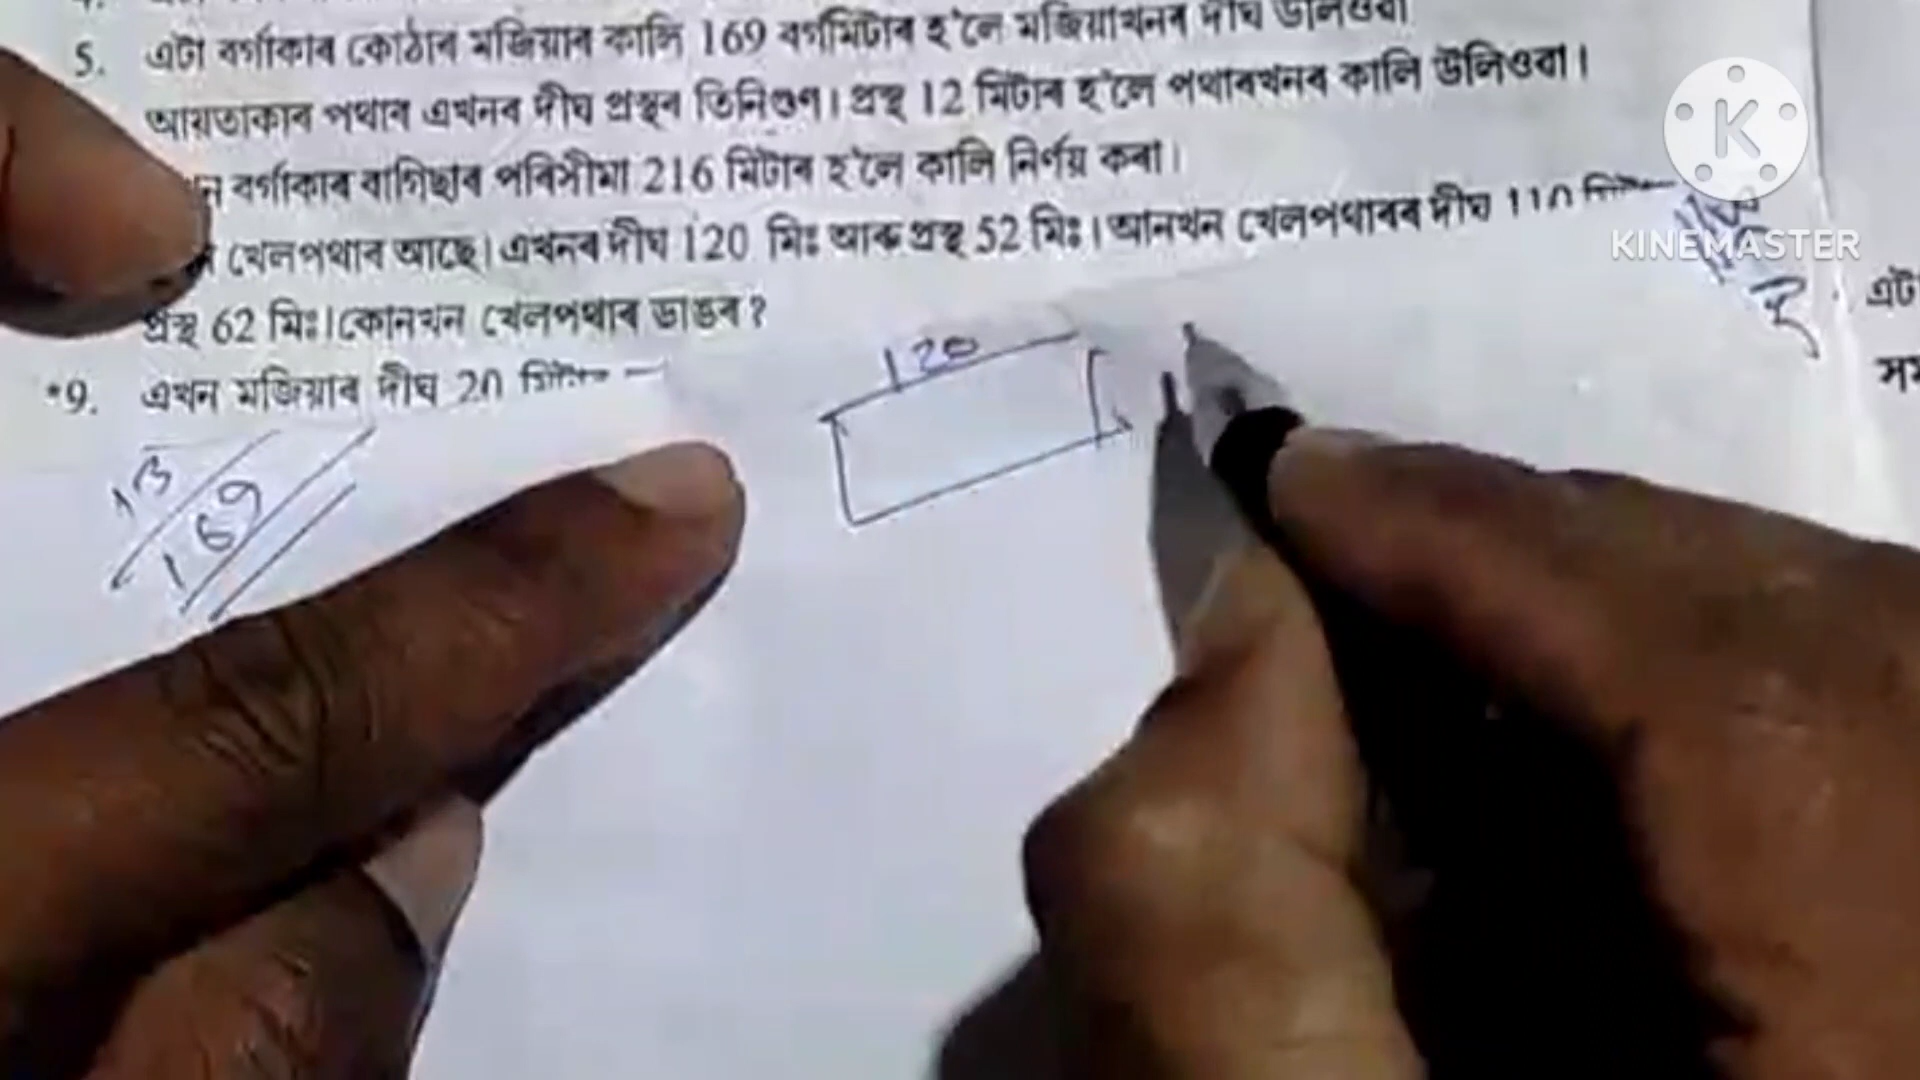 5. এটা বৰ্গাকাৰ কোঠাৰ মজিয়াৰ কালি 169 বৰ্গমিটাৰ হ'লে মজিয়াখনৰ দীঘ উলিওৱা
আয়তাকাৰ পথাৰ এখনৰ দীঘ প্ৰস্থৰ তিনিগুণ। প্ৰস্থ 12 মিটাৰ হ'লে পথাৰখনৰ কালি উলিওৱা।
বৰ্গাকাৰ বাগিছাৰ পৰিসীমা 216 মিটাৰ হ'লে কালি নিৰ্ণয় কৰা।
খেলপথাৰ আছে। এখনৰ দীঘ 120 মিঃ আৰু প্ৰস্থ 52 মিঃ। আনখন খেলপথাৰৰ দীঘ 110
প্ৰস্থ 62 মিঃ। কোনখন খেলপথাৰ ডাঙৰ?
*9. এখন মজিয়াৰ দীঘ 20
120
13
169
এটা
K
KINEMASTER